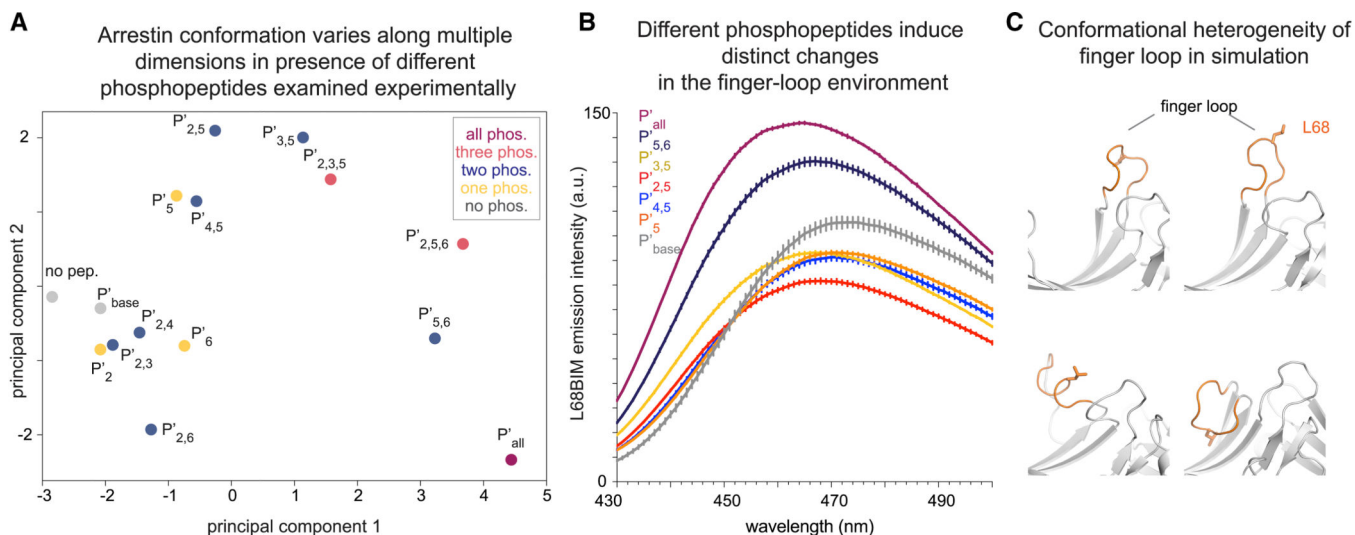 A
Arrestin conformation varies along multiple
dimensions in presence of different
phosphopeptides examined experimentally
principal component 2
2
-2
-3
-2
-1
0
1
2
3
4
5
principal component 1
P'2,5
P'3,5
P'2,3,5
all phos.
three phos.
two phos.
one phos.
no phos.
P'5
P'4,5
P'2,5,6
no pep.
P'base
P'2,4
P'6
P'5,6
P'2
P'2,3
P'2,6
P'all
B
Different phosphopeptides induce
distinct changes
in the finger-loop environment
L68BIM emission intensity (a.u.)
150
0
P'all
P'5,6
P'3,5
P'2,5
P'4,5
P'5
P'base
430
450
470
490
wavelength (nm)
C
Conformational heterogeneity of
finger loop in simulation
finger loop
L68